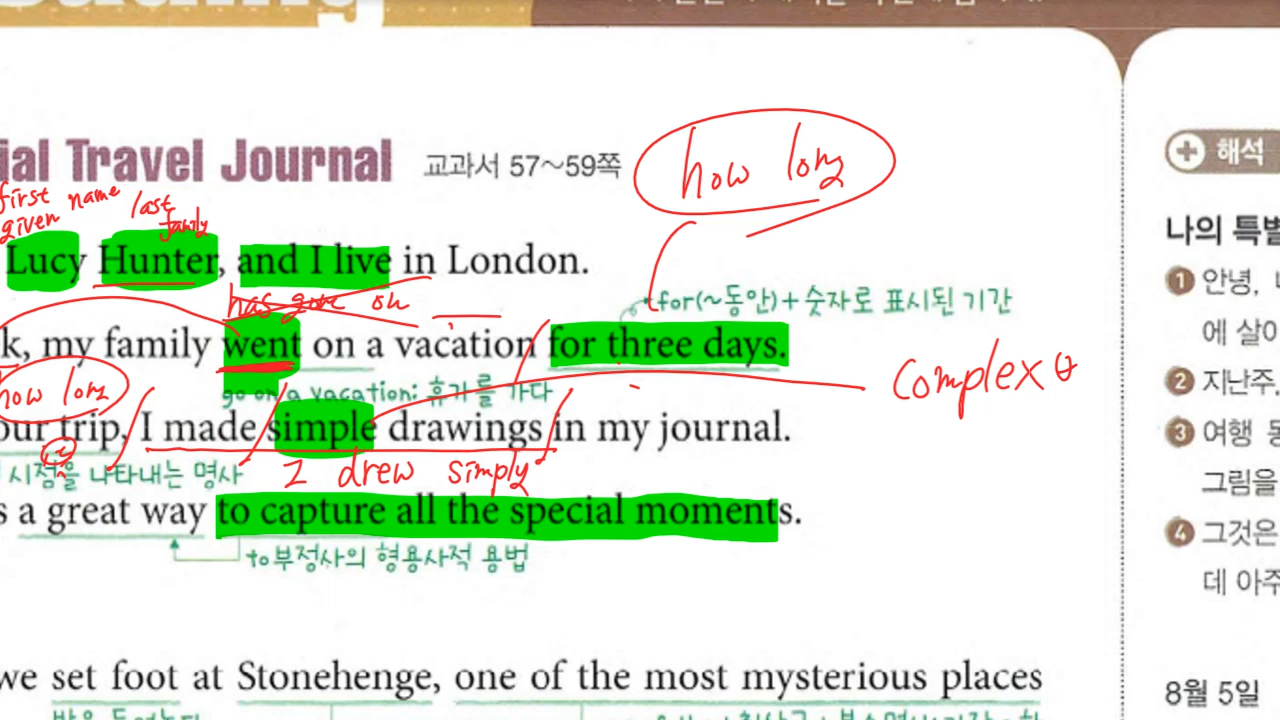 ial Travel Journal 교과서 57~59쪽
how long
first name
given
last
family
Lucy Hunter, and I live in London.
has gone on
for(~동안)+숫자로 표시된 기간
k, my family went on a vacation for three days.
go on a vacation: 휴가를 가다
complex
how long
our trip, I made simple drawings in my journal.
시점을 나타내는 명사
I drew simply
s a great way to capture all the special moments.
to부정사의 형용사적 용법
we set foot at Stonehenge, one of the most mysterious places
해석
나의 특별
1 안녕,
에 살이
2 지난주,
3 여행 동
그림을
4 그것은
데 아주
8월 5일